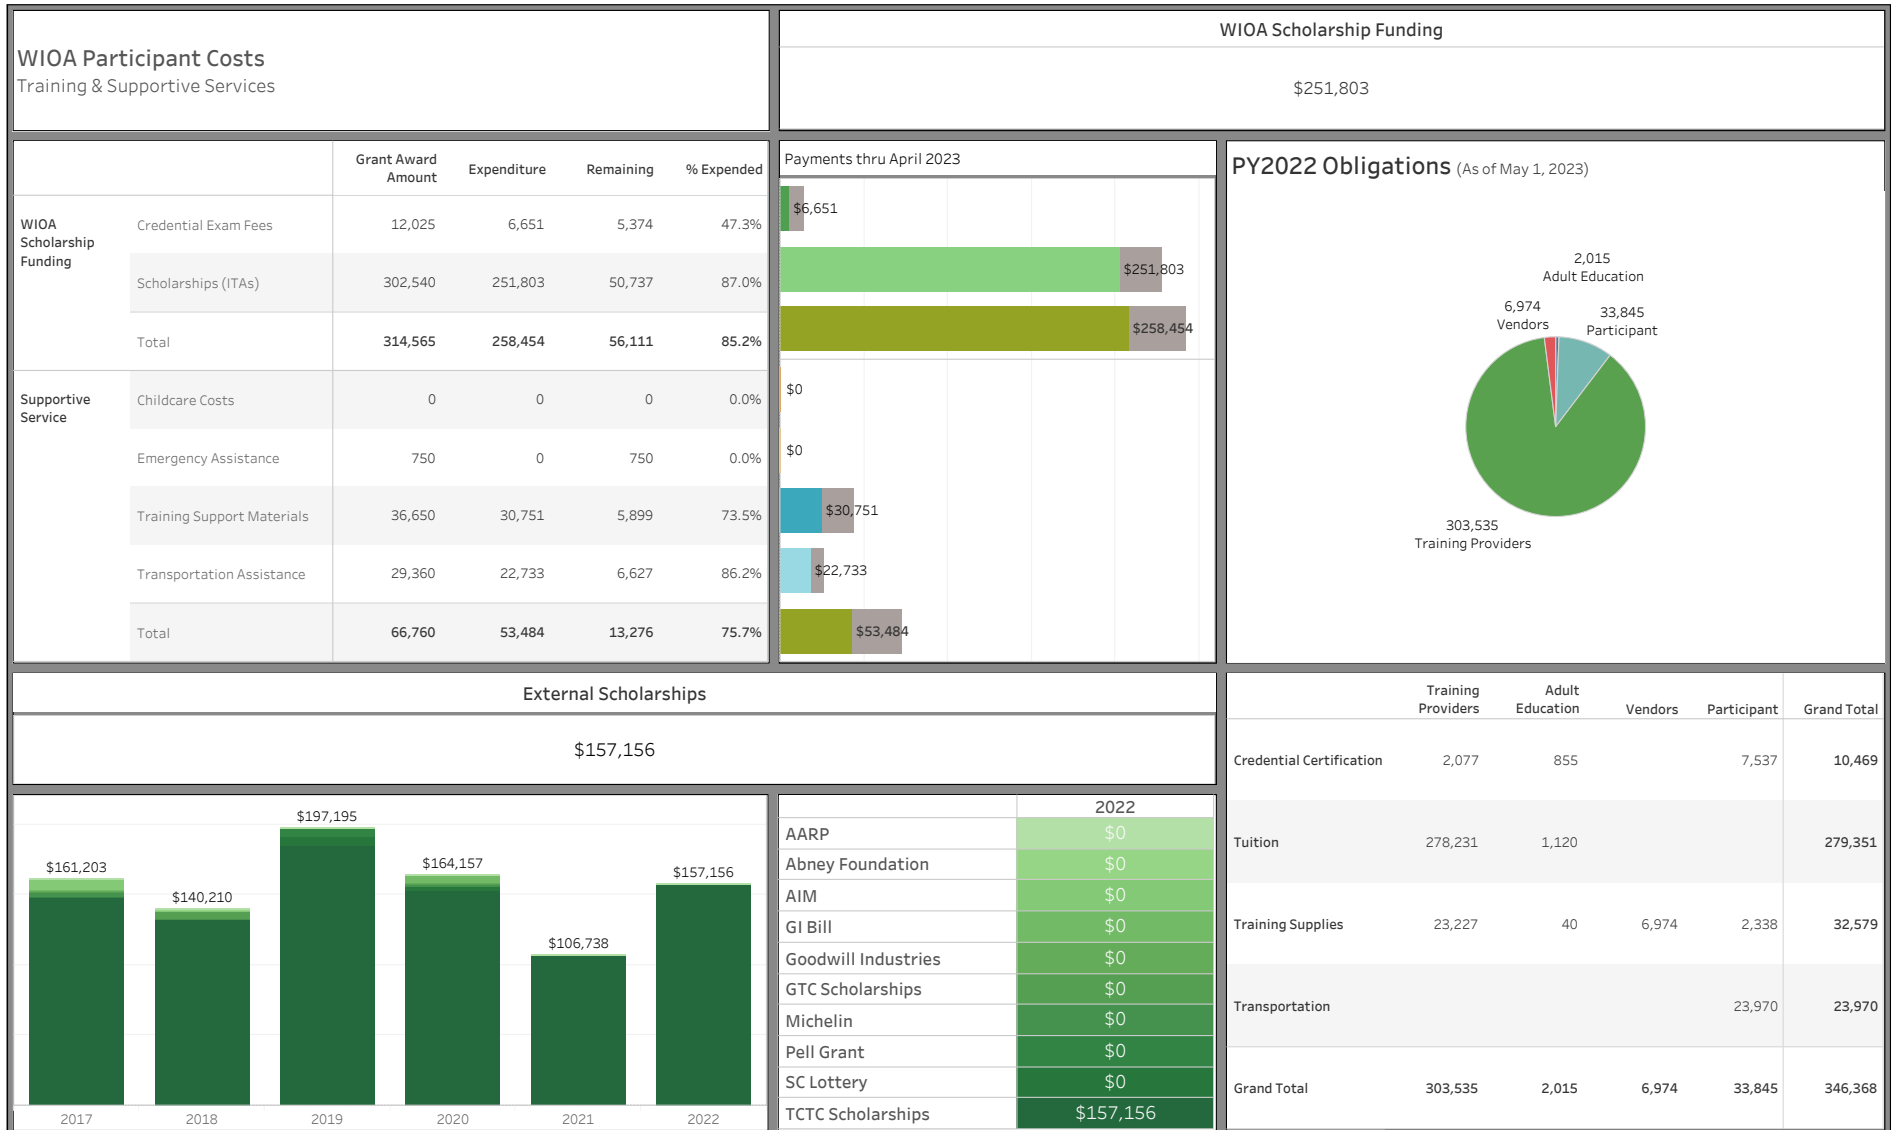 WIOA Participant Costs
Training & Supportive Services
WIOA Scholarship Funding
$251,803
Grant Award Amount Expenditure Remaining % Expended
WIOA Scholarship Funding
Credential Exam Fees 12,025 6,651 5,374 47.3%
Scholarships (ITAs) 302,540 251,803 50,737 87.0%
Total 314,565 258,454 56,111 85.2%
Supportive Service
Childcare Costs 0 0 0 0.0%
Emergency Assistance 750 0 750 0.0%
Training Support Materials 36,650 30,751 5,899 73.5%
Transportation Assistance 29,360 22,733 6,627 86.2%
Total 66,760 53,484 13,276 75.7%
Payments thru April 2023
$6,651
$251,803
$258,454
$0
$0
$30,751
$22,733
$53,484
PY2022 Obligations (As of May 1, 2023)
2,015
Adult Education
6,974
Vendors
33,845
Participant
303,535
Training Providers
External Scholarships
$157,156
$161,203
$140,210
$197,195
$164,157
$106,738
$157,156
2017 2018 2019 2020 2021 2022
2022
AARP $0
Abney Foundation $0
AIM $0
GI Bill $0
Goodwill Industries $0
GTC Scholarships $0
Michelin $0
Pell Grant $0
SC Lottery $0
TCTC Scholarships $157,156
Training Providers Adult Education Vendors Participant Grand Total
Credential Certification 2,077 855 7,537 10,469
Tuition 278,231 1,120 279,351
Training Supplies 23,227 40 6,974 2,338 32,579
Transportation 23,970 23,970
Grand Total 303,535 2,015 6,974 33,845 346,368